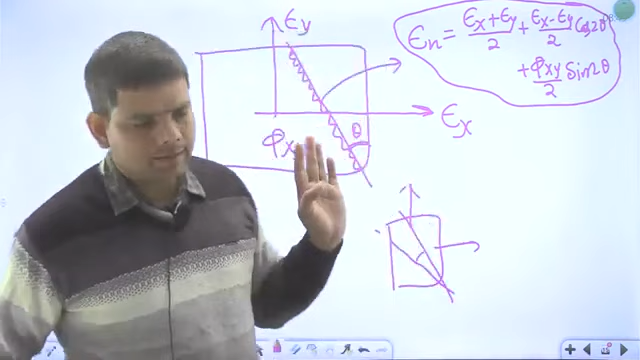 ϵy
ϵn = ϵx+ϵy/2 + ϵx-ϵy/2 Cos2θ
+ φxy/2 Sin2θ
ϵx
φx
θ